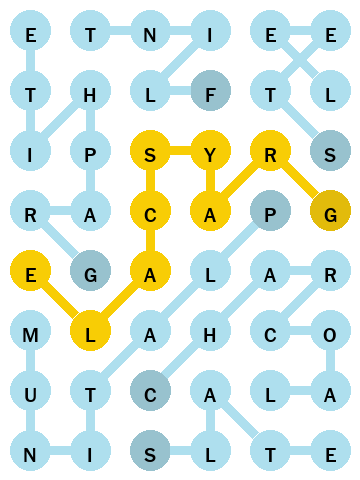 E T N I E E
T H L F T L
I P S Y R S
R A C A P G
E G A L A R
M L A H C O
U T C A L A
N I S L T E